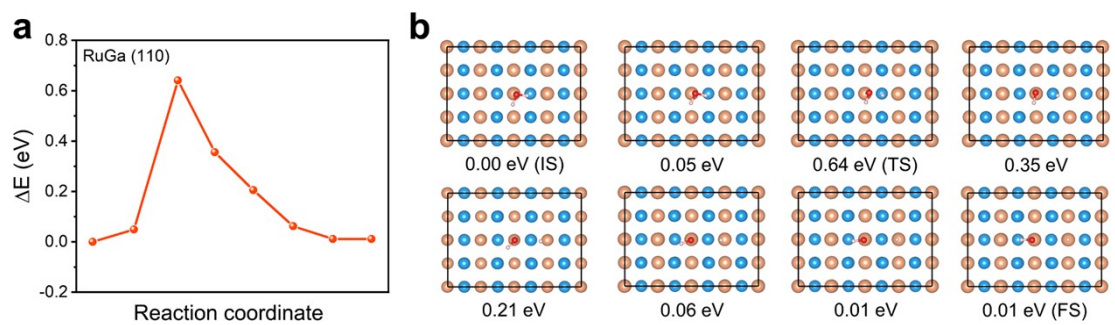 a
RuGa (110)
0.8
0.6
0.4
0.2
0.0
-0.2
ΔE (eV)
Reaction coordinate
b
0.00 eV (IS)
0.05 eV
0.64 eV (TS)
0.35 eV
0.21 eV
0.06 eV
0.01 eV
0.01 eV (FS)